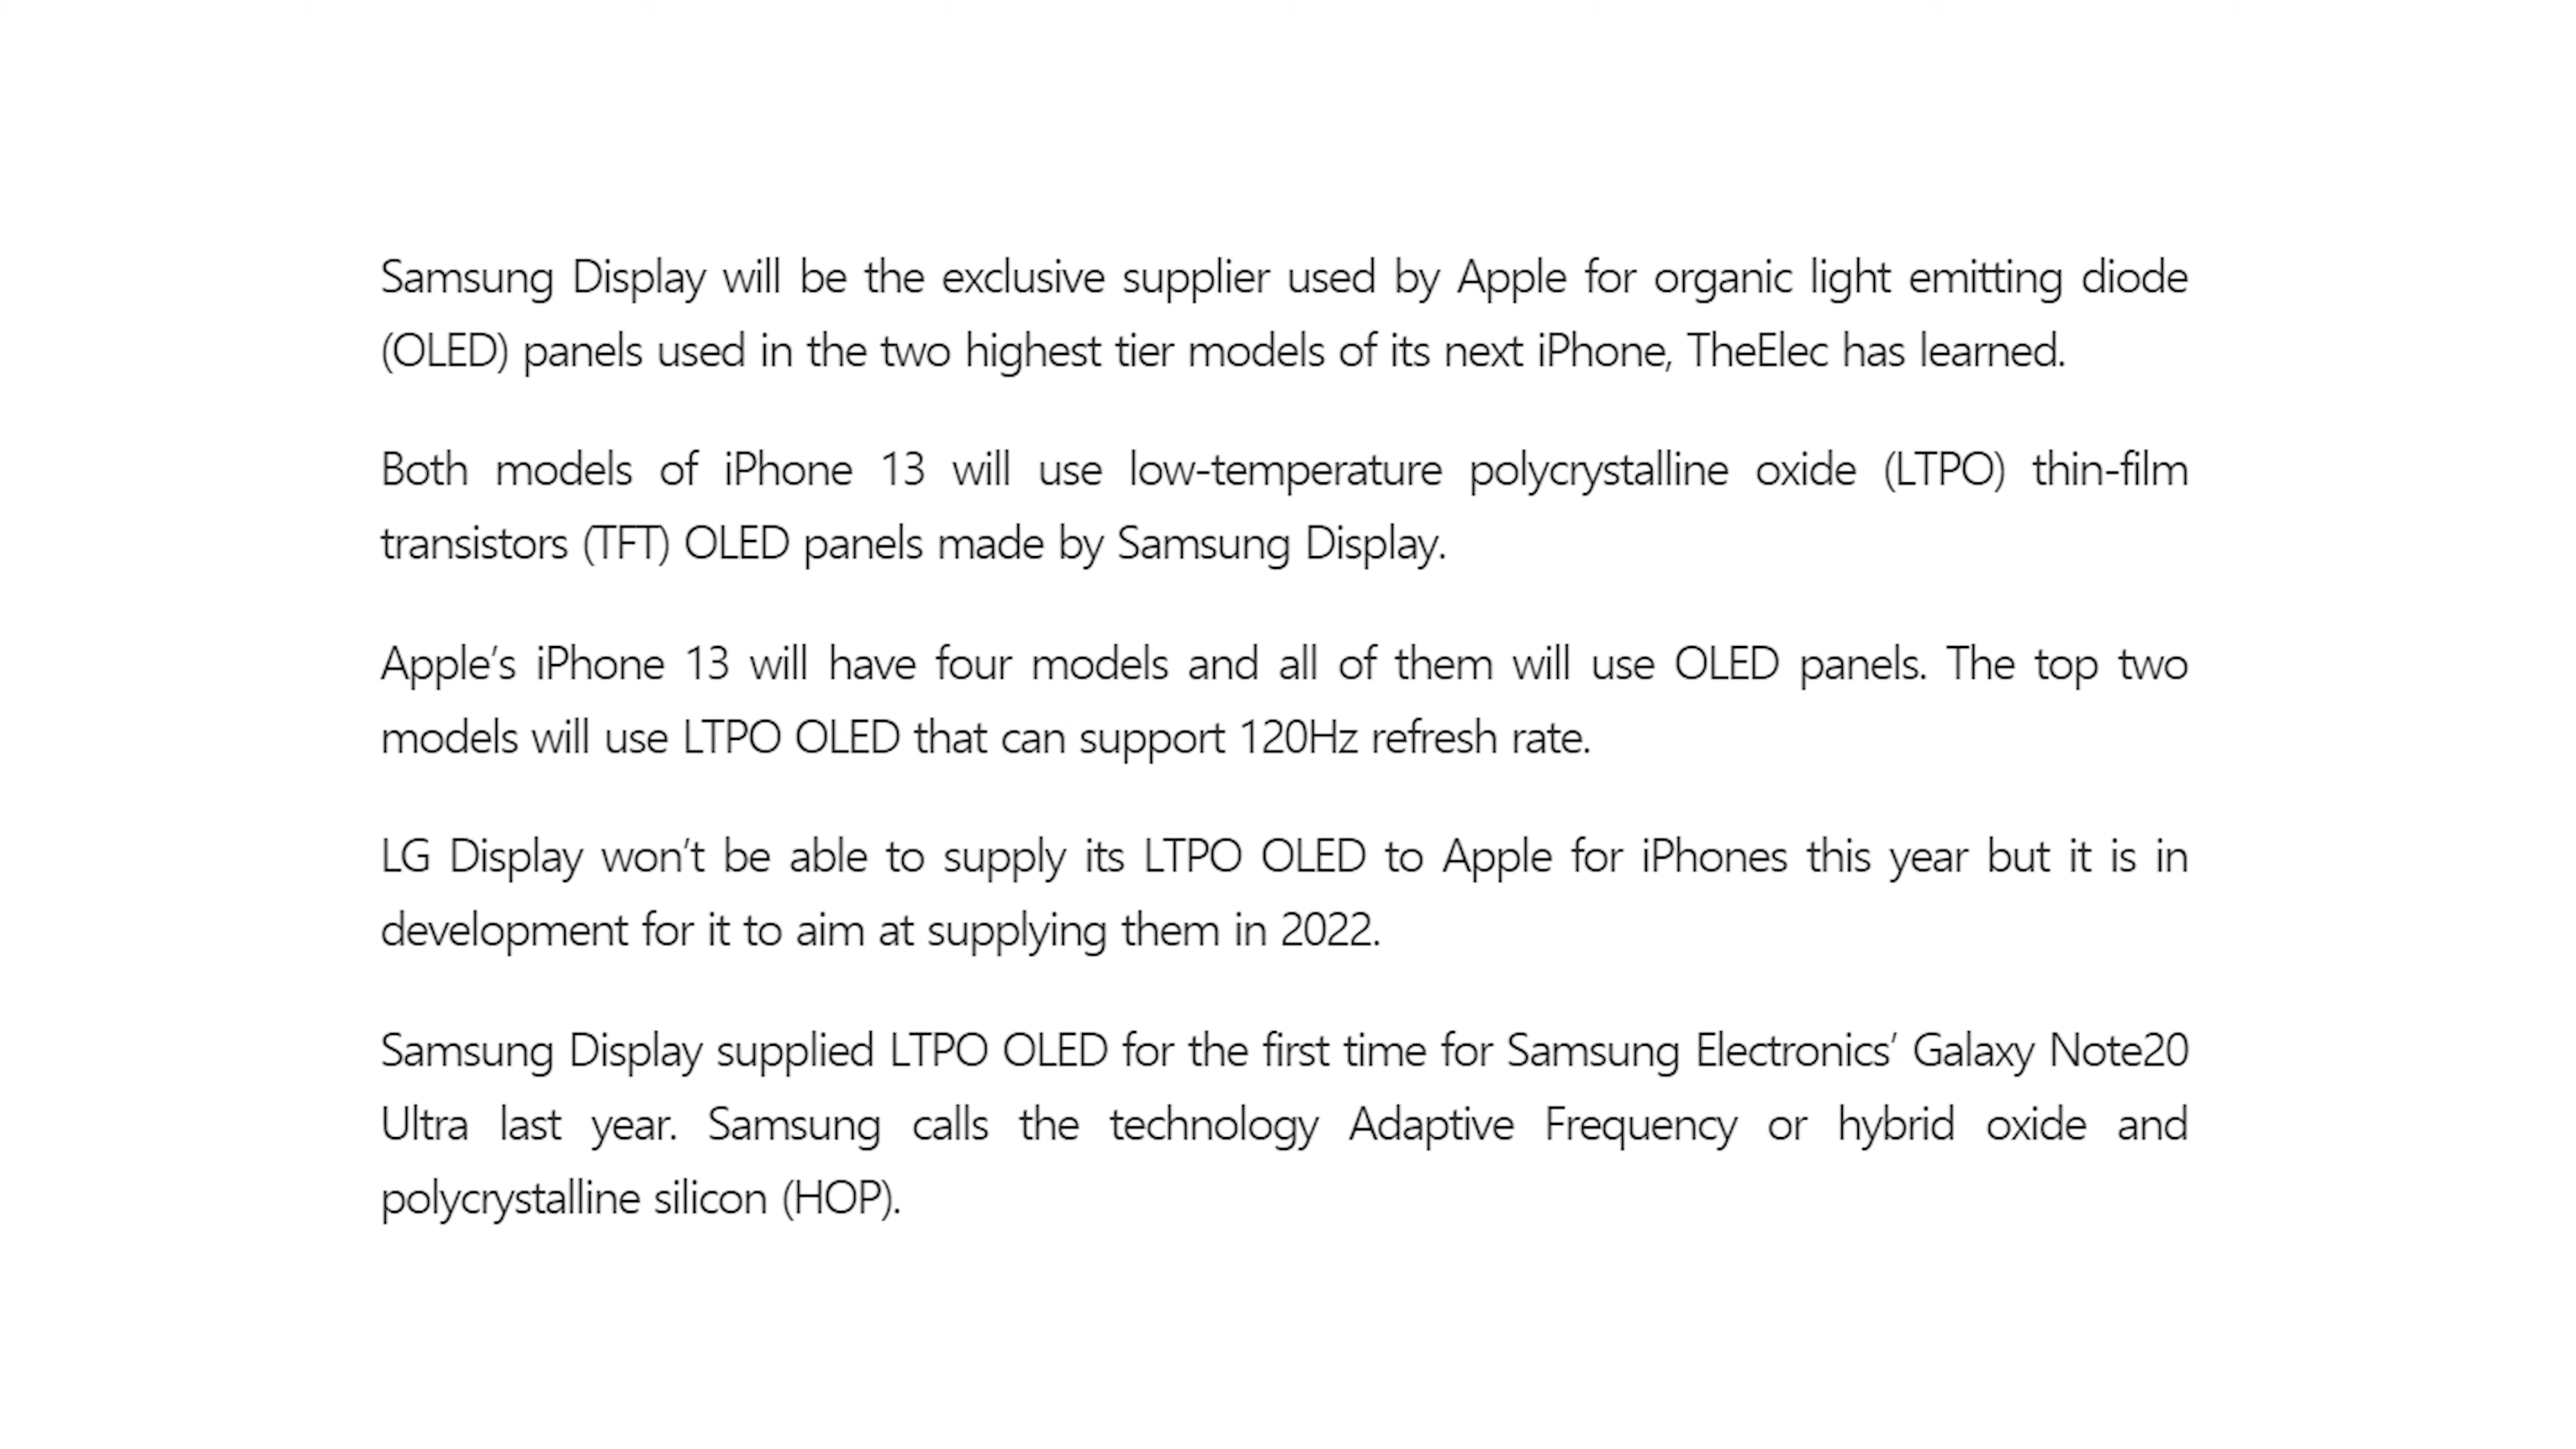 Samsung Display will be the exclusive supplier used by Apple for organic light emitting diode
(OLED) panels used in the two highest tier models of its next iPhone, TheElec has learned.
Both models of iPhone 13 will use low-temperature polycrystalline oxide (LTPO) thin-film
transistors (TFT) OLED panels made by Samsung Display.
Apple’s iPhone 13 will have four models and all of them will use OLED panels. The top two
models will use LTPO OLED that can support 120Hz refresh rate.
LG Display won’t be able to supply its LTPO OLED to Apple for iPhones this year but it is in
development for it to aim at supplying them in 2022.
Samsung Display supplied LTPO OLED for the first time for Samsung Electronics’ Galaxy Note20
Ultra last year. Samsung calls the technology Adaptive Frequency or hybrid oxide and
polycrystalline silicon (HOP).